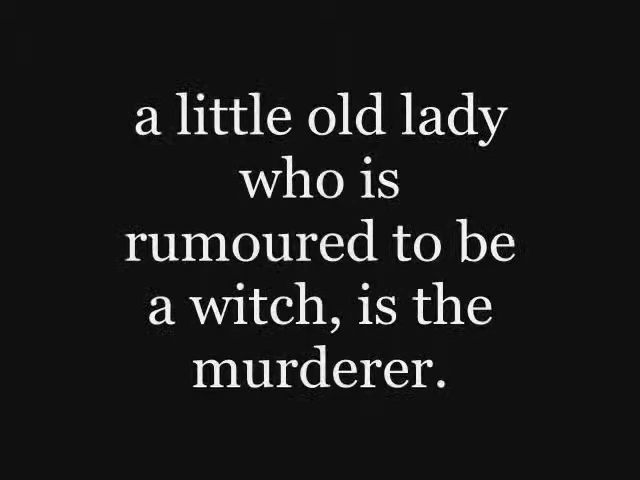 a little old lady
who is
rumoured to be
a witch, is the
murderer.